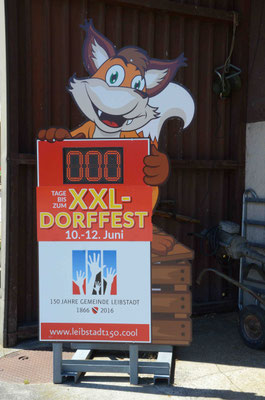 000
TAGE
BIS
ZUM
XXL-
DORFFEST
10.-12. Juni
150 JAHRE GEMEINDE LEIBSTADT
1866 2016
www.leibstadt150.cool